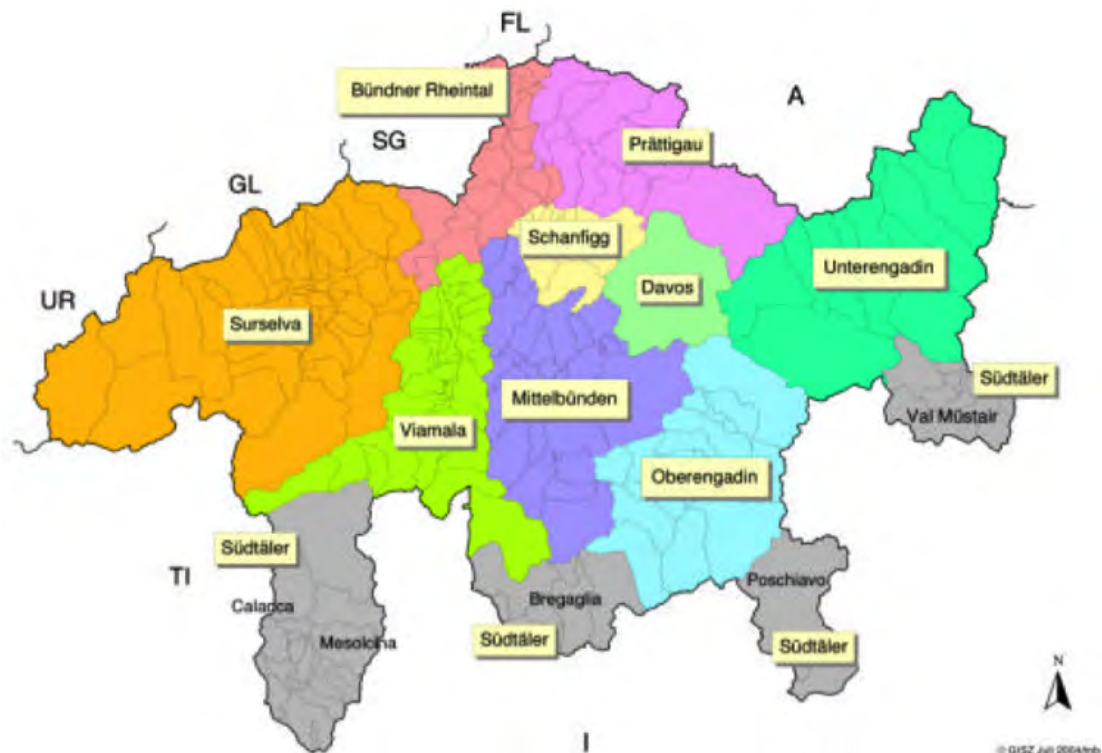 FL
Bündner Rheintal
A
SG
Prättigau
GL
Schanfigg
Unterengadin
UR
Davos
Surselva
Südtäler
Mittelbünden
Val Müstair
Viamala
Oberengadin
Südtäler
TI
Poschiavo
Bregaglia
Calanca
Mesolcina
Südtäler
Südtäler
N
I